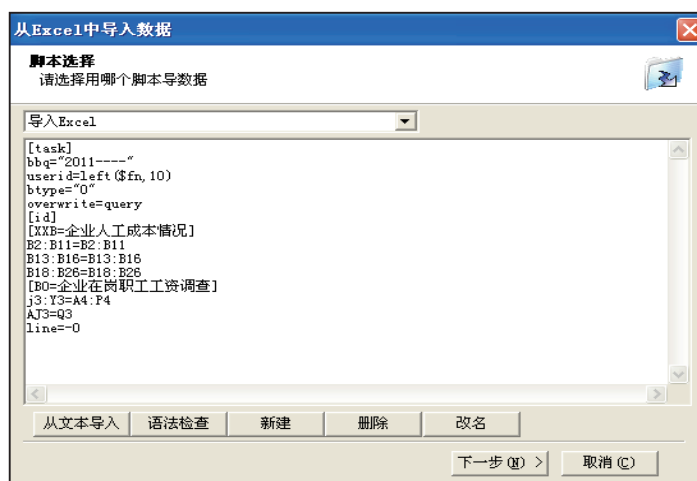 从Excel中导入数据
脚本选择
请选择用哪个脚本导数据
导入Excel
[task]
bbq="2011----"
userid=left($fn,10)
btype="0"
overwrite=query
[id]
[XXB=企业人工成本情况]
B2:B11=B2:B11
B13:B16=B13:B16
B18:B26=B18:B26
[B0=企业在岗职工工资调查]
j3:Y3=A4:P4
AJ3=Q3
line=-0
从文本导入 语法检查 新建 删除 改名
下一步(N) > 取消(C)